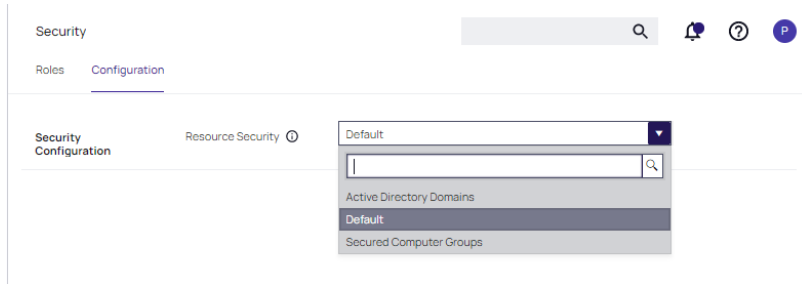 Security
P
Roles
Configuration
Security
Configuration
Resource Security
Default
Active Directory Domains
Default
Secured Computer Groups